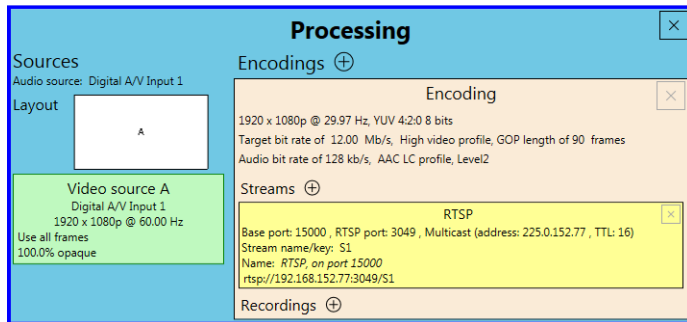 Processing
Sources
Audio source: Digital A/V Input 1
Layout
A
Video source A
Digital A/V Input 1
1920 x 1080p @ 60.00 Hz
Use all frames
100.0% opaque
Encodings
Encoding
1920 x 1080p @ 29.97 Hz, YUV 4:2:0 8 bits
Target bit rate of 12.00 Mb/s, High video profile, GOP length of 90 frames
Audio bit rate of 128 kb/s, AAC LC profile, Level2
Streams
RTSP
Base port: 15000 , RTSP port: 3049 , Multicast (address: 225.0.152.77 , TTL: 16)
Stream name/key: S1
Name: RTSP, on port 15000
rtsp://192.168.152.77:3049/S1
Recordings